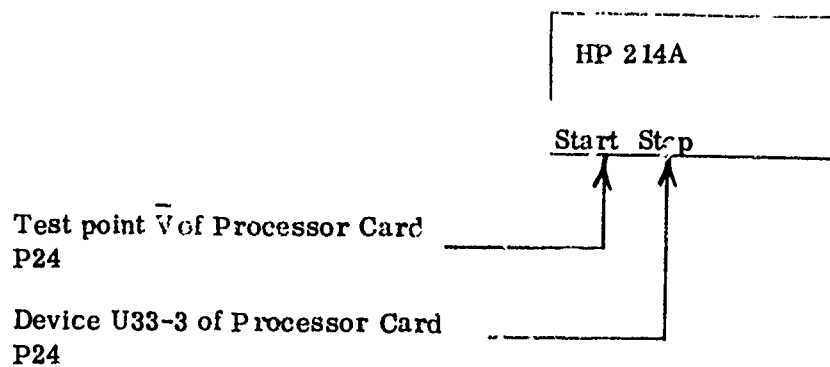 HP 214A
Start Stop
Test point V̅ of Processor Card
P24
Device U33-3 of Processor Card
P24